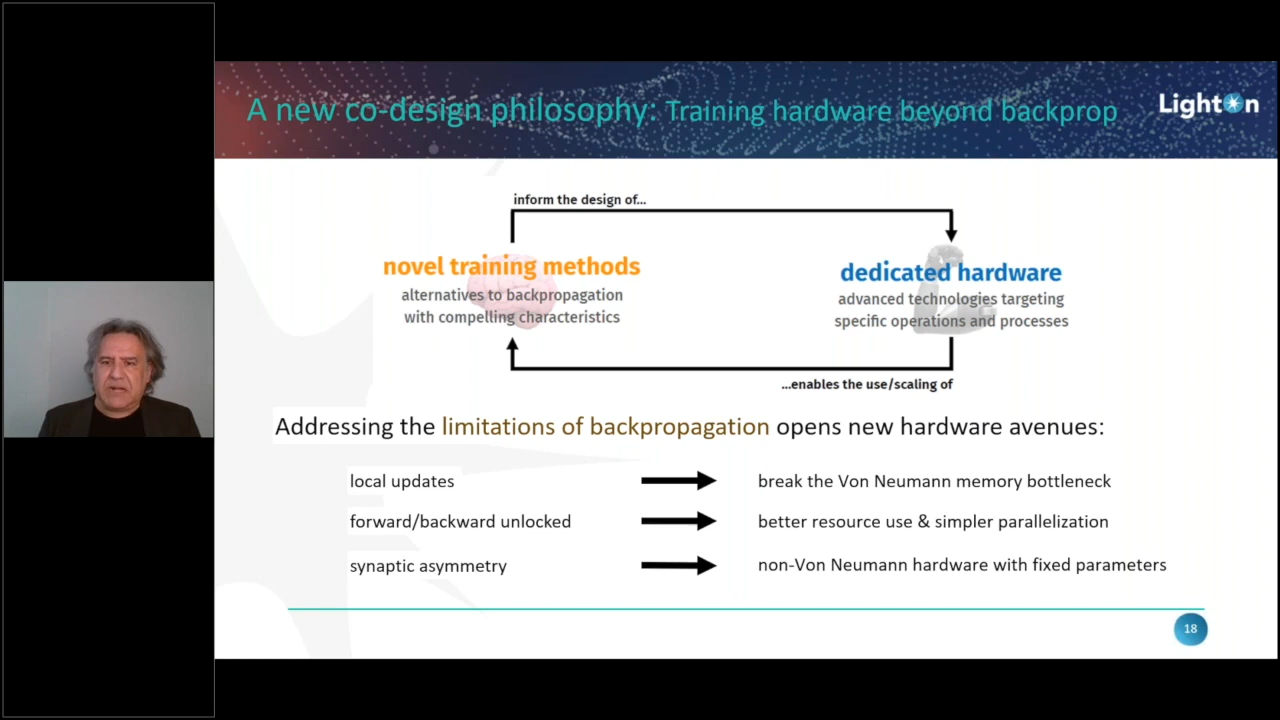 A new co-design philosophy: Training hardware beyond backprop
LightOn
inform the design of...
novel training methods
alternatives to backpropagation
with compelling characteristics
dedicated hardware
advanced technologies targeting
specific operations and processes
...enables the use/scaling of
Addressing the limitations of backpropagation opens new hardware avenues:
local updates
break the Von Neumann memory bottleneck
forward/backward unlocked
better resource use & simpler parallelization
synaptic asymmetry
non-Von Neumann hardware with fixed parameters
18